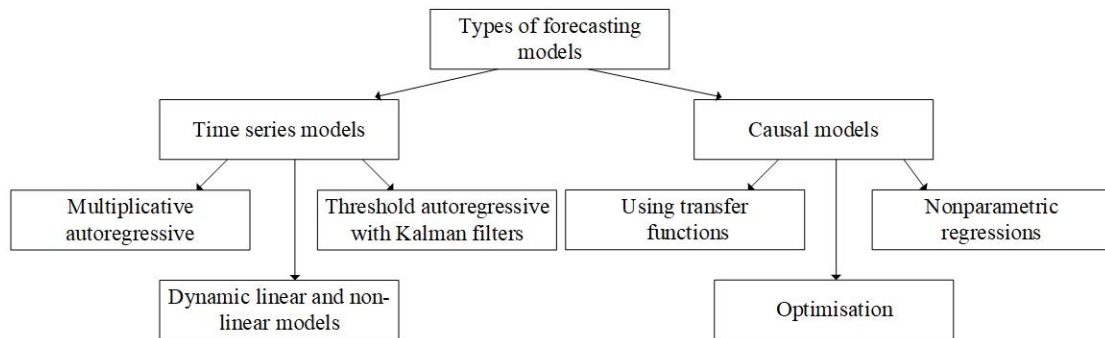 Types of forecasting
models
Time series models
Causal models
Multiplicative
autoregressive
Threshold autoregressive
with Kalman filters
Using transfer
functions
Nonparametric
regressions
Dynamic linear and non-
linear models
Optimisation